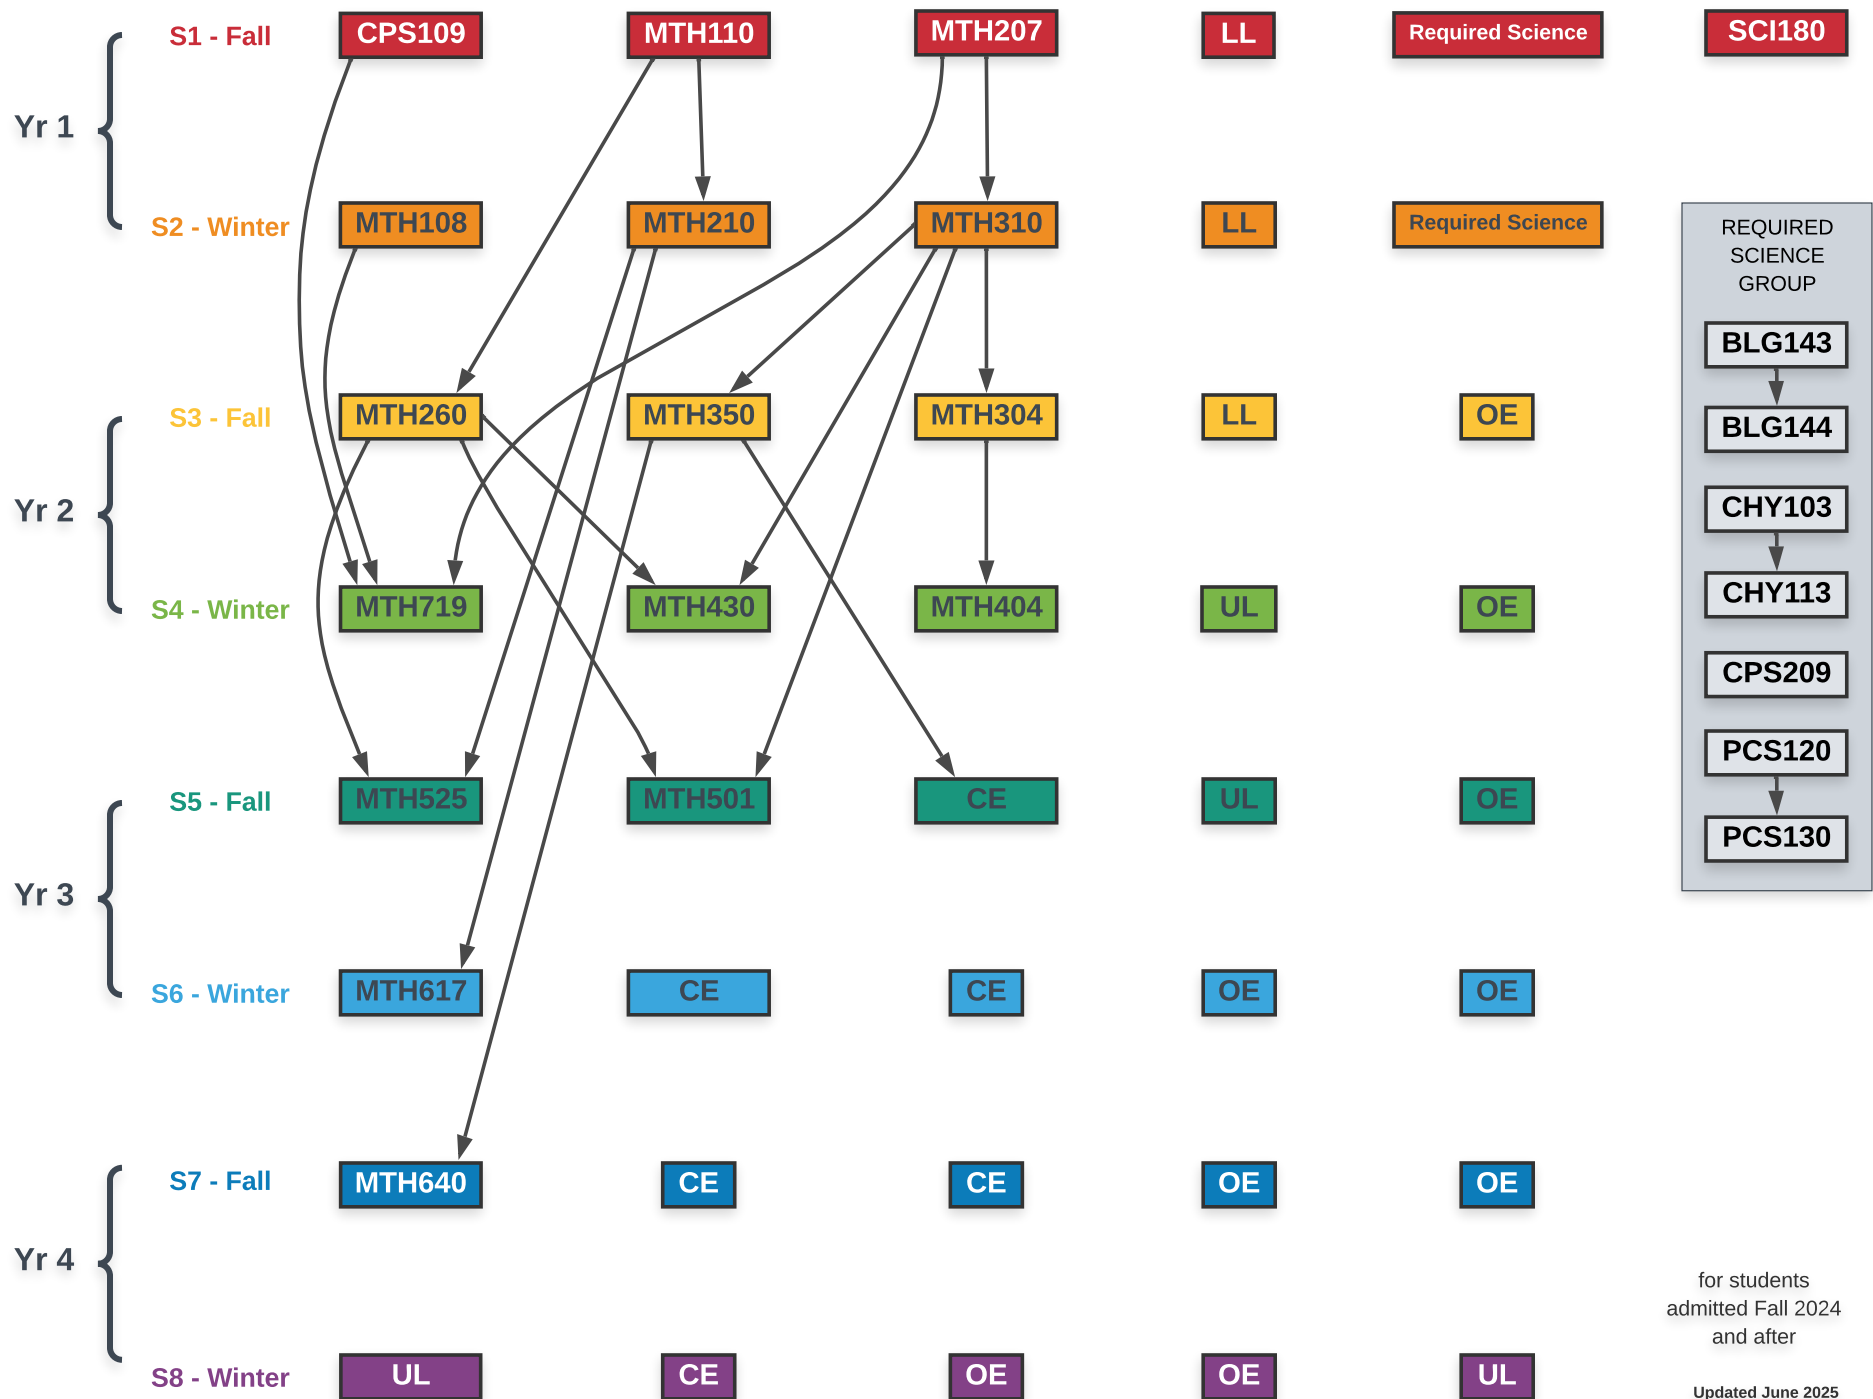 S1 - Fall CPS109 MTH110 MTH207 LL Required Science SCI180
Yr 1
S2 - Winter MTH108 MTH210 MTH310 LL Required Science
REQUIRED
SCIENCE
GROUP
BLG143
S3 - Fall MTH260 MTH350 MTH304 LL OE
BLG144
Yr 2
CHY103
S4 - Winter MTH719 MTH430 MTH404 UL OE
CHY113
CPS209
PCS120
S5 - Fall MTH525 MTH501 CE UL OE
PCS130
Yr 3
S6 - Winter MTH617 CE CE OE OE
S7 - Fall MTH640 CE CE OE OE
Yr 4
for students
admitted Fall 2024
and after
S8 - Winter UL CE OE OE UL
Updated June 2025